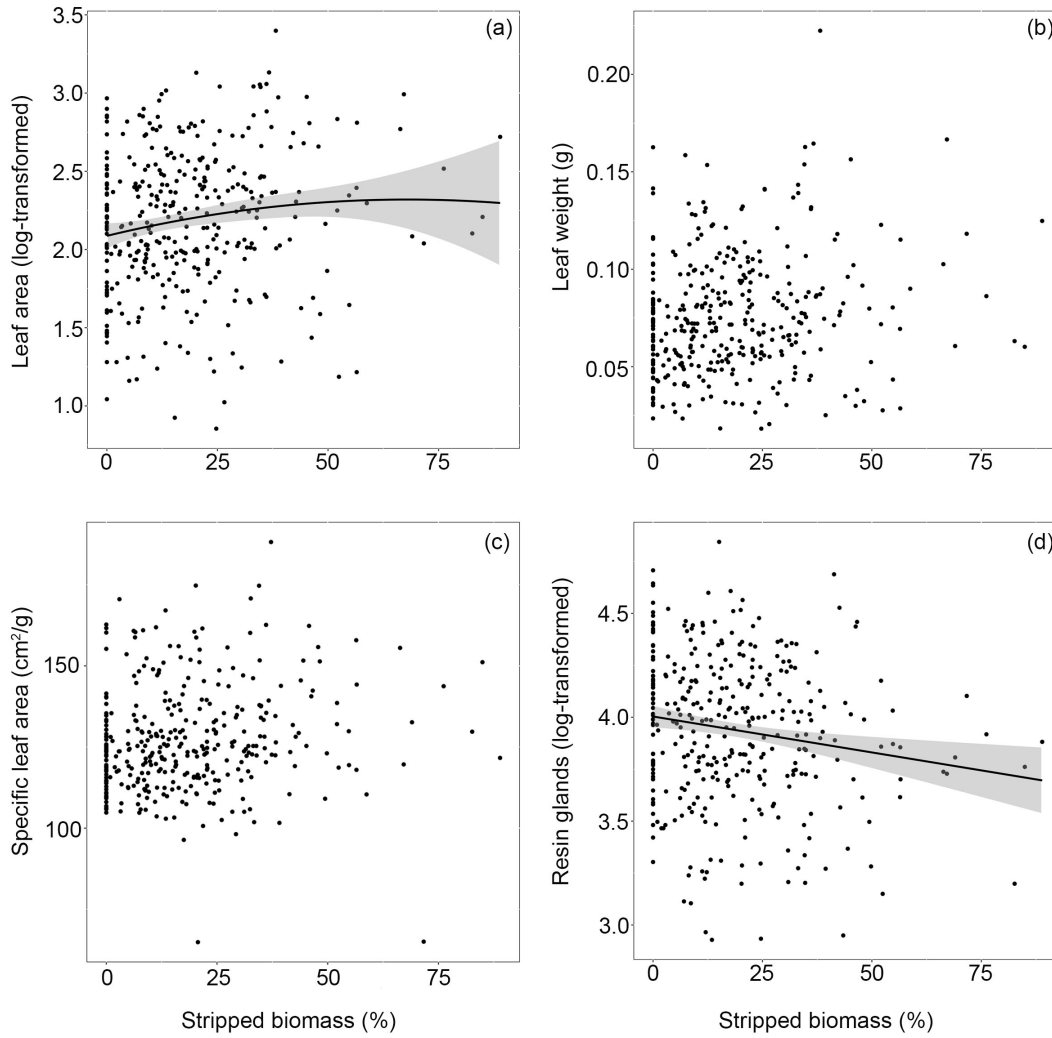 (a)
Leaf area (log-transformed)
3.5
3.0
2.5
2.0
1.5
1.0
0 25 50 75
(b)
Leaf weight (g)
0.20
0.15
0.10
0.05
0 25 50 75
(c)
Specific leaf area (cm²/g)
150
100
0 25 50 75
Stripped biomass (%)
(d)
Resin glands (log-transformed)
4.5
4.0
3.5
3.0
0 25 50 75
Stripped biomass (%)